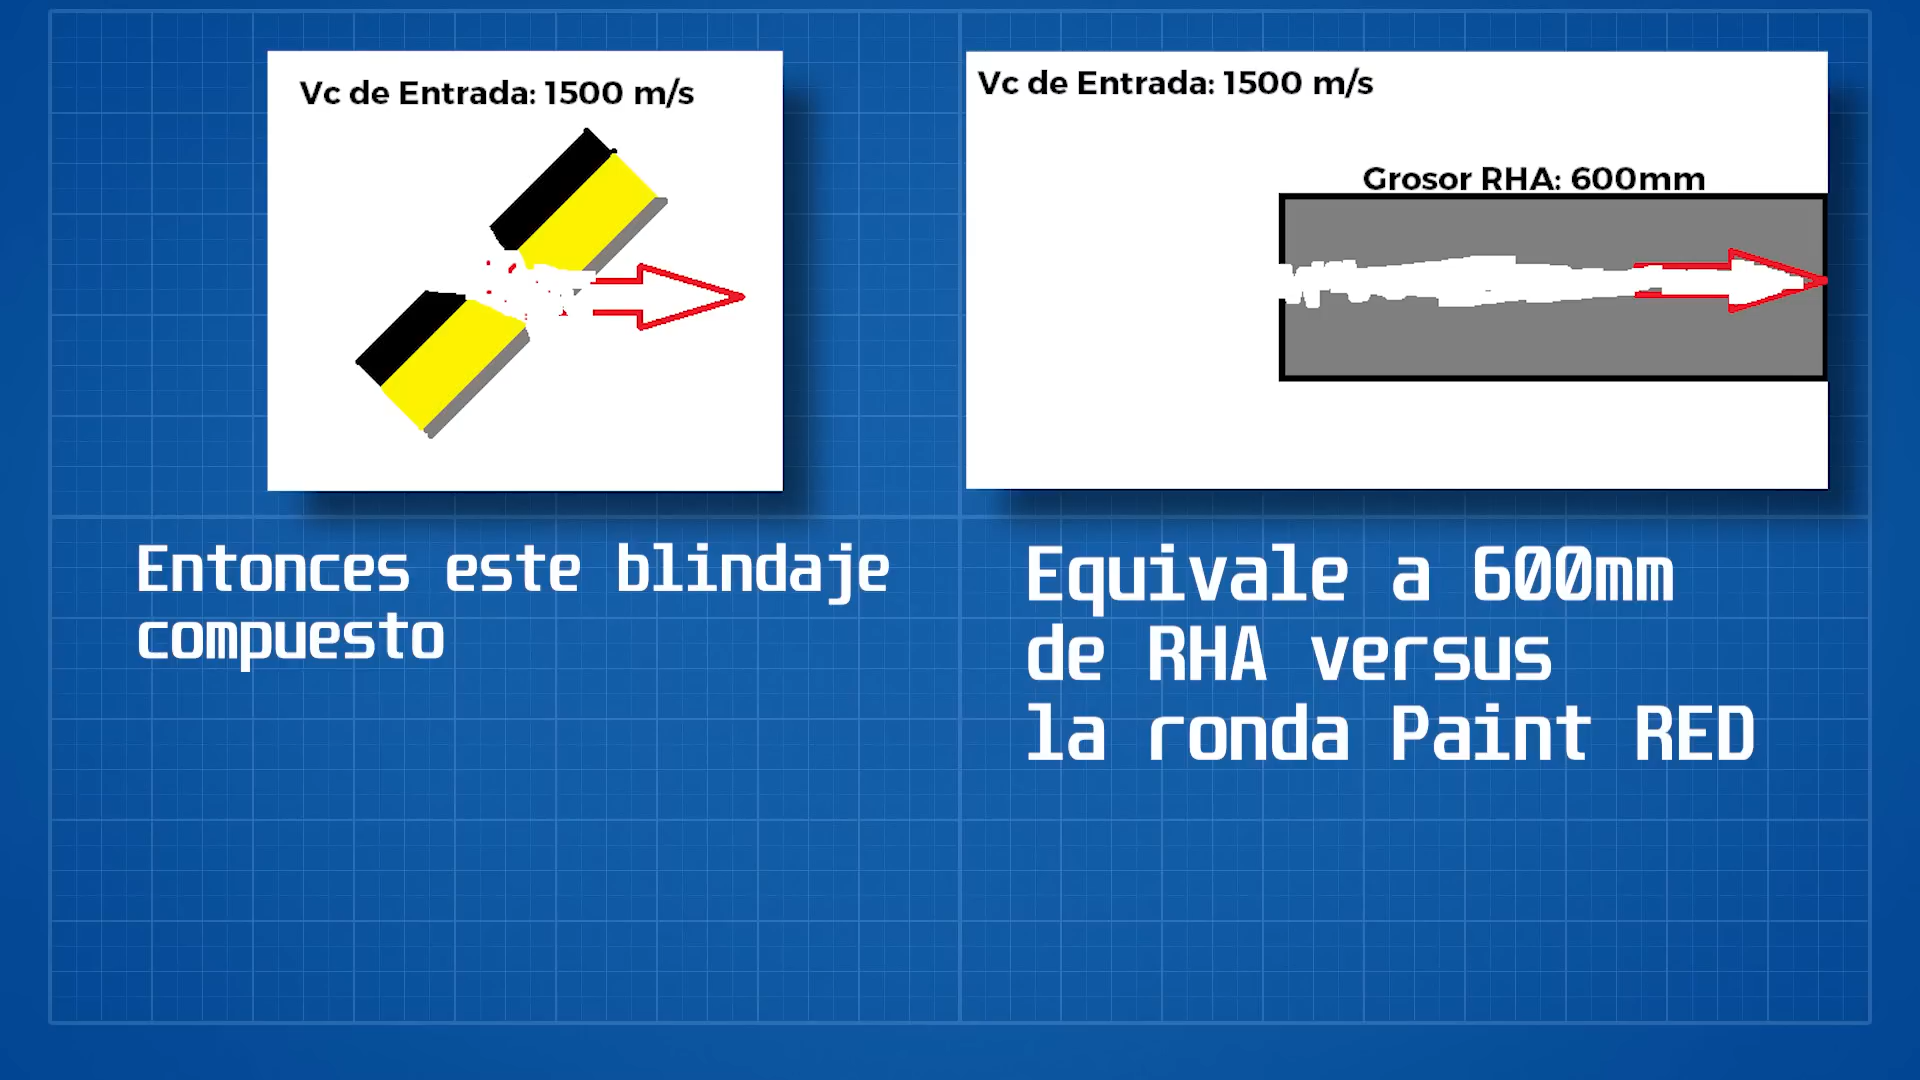 Vc de Entrada: 1500 m/s
Entonces este blindaje
compuesto
Vc de Entrada: 1500 m/s
Grosor RHA: 600mm
Equivale a 600mm
de RHA versus
la ronda Paint RED